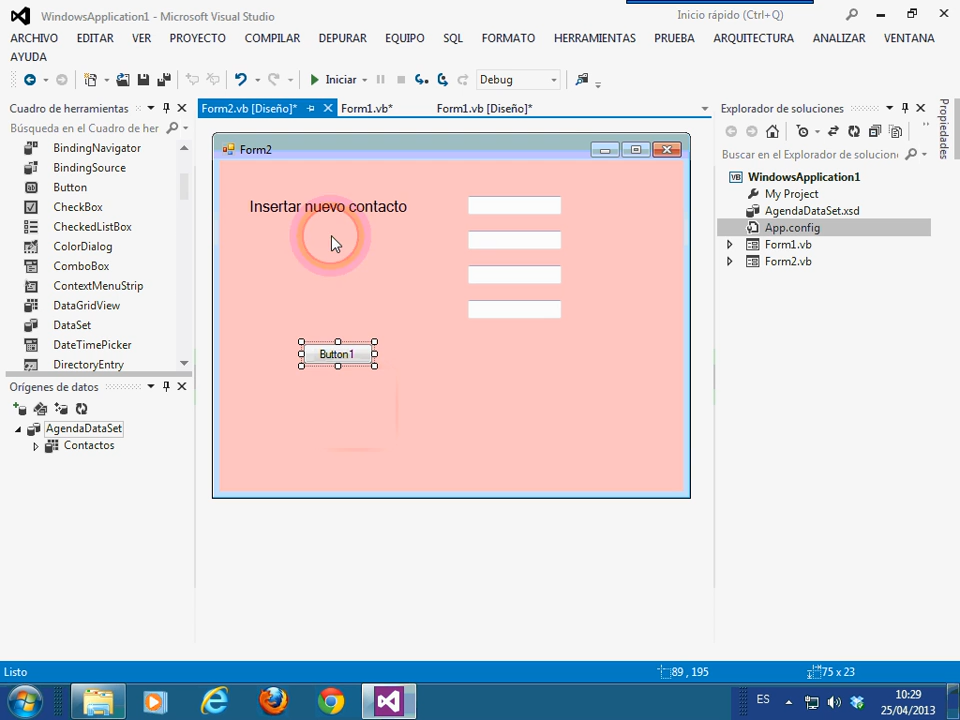 WindowsApplication1 - Microsoft Visual Studio
Inicio rápido (Ctrl+Q)
ARCHIVO EDITAR VER PROYECTO COMPILAR DEPURAR EQUIPO SQL FORMATO HERRAMIENTAS PRUEBA ARQUITECTURA ANALIZAR VENTANA
AYUDA
Iniciar
Debug
Cuadro de herramientas
Búsqueda en el Cuadro de her
BindingNavigator
BindingSource
Button
CheckBox
CheckedListBox
ColorDialog
ComboBox
ContextMenuStrip
DataGridView
DataSet
DateTimePicker
DirectoryEntry
Orígenes de datos
AgendaDataSet
Contactos
Form2.vb [Diseño]*
Form1.vb*
Form1.vb [Diseño]*
Form2
Insertar nuevo contacto
Button1
Explorador de soluciones
Buscar en el Explorador de solucion
VB WindowsApplication1
My Project
AgendaDataSet.xsd
App.config
Form1.vb
Form2.vb
Propiedades
Listo
89 , 195
75 x 23
ES
10:29
25/04/2013